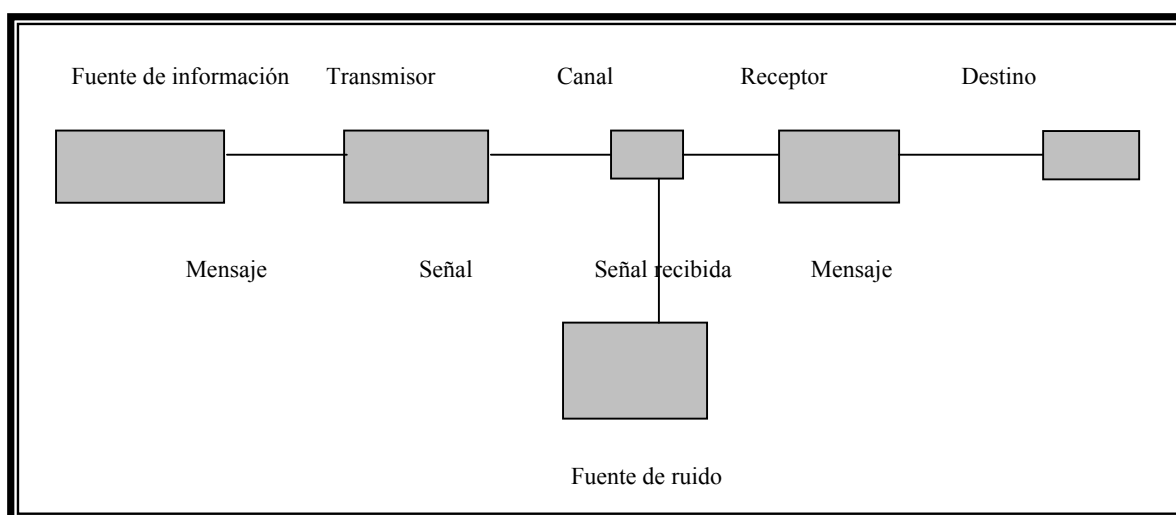 Fuente de información Transmisor Canal Receptor Destino
Mensaje Señal Señal recibida Mensaje
Fuente de ruido